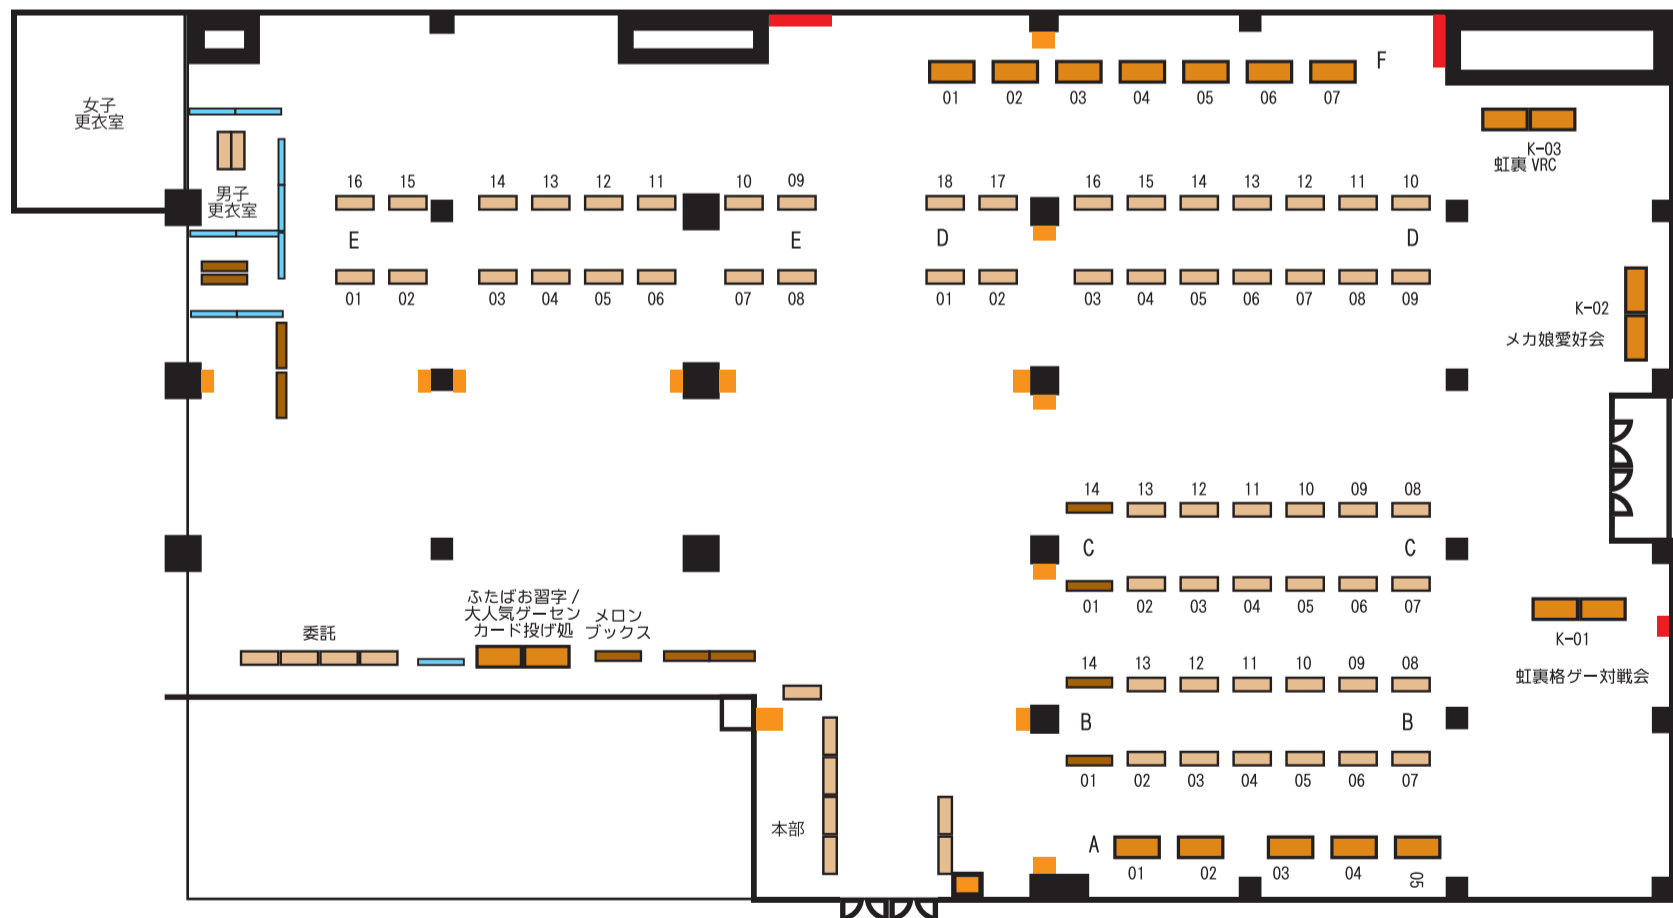 F
01 02 03 04 05 06 07
女子
更衣室
K-03
虹裏 VRC
男子
更衣室
16 15 14 13 12 11 10 09
E E
01 02 03 04 05 06 07 08
18 17 16 15 14 13 12 11 10
D D
01 02 03 04 05 06 07 08 09
K-02
メカ娘愛好会
14 13 12 11 10 09 08
C C
01 02 03 04 05 06 07
ふたばお習字 /
大人気ゲーセン
カード投げ処
メロン
ブックス
委託
K-01
虹裏格ゲー対戦会
14 13 12 11 10 09 08
B B
01 02 03 04 05 06 07
本部
A
01 02 03 04 05